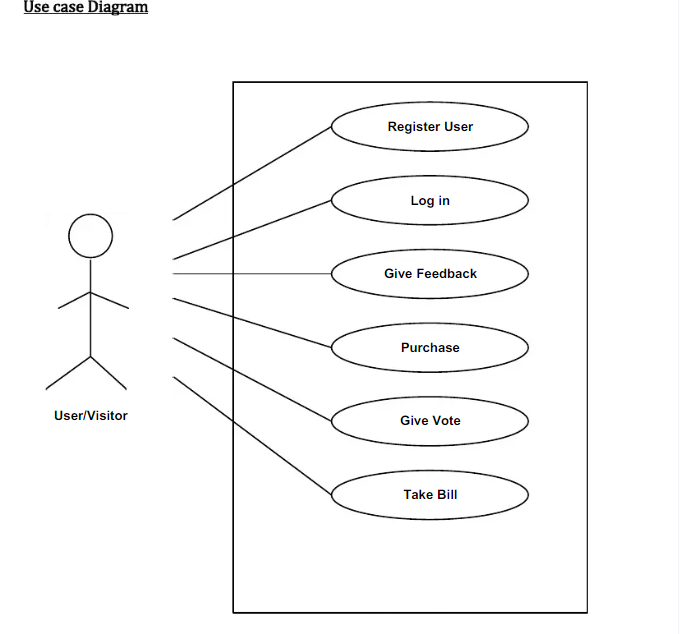 Use case Diagram
Register User
Log in
Give Feedback
Purchase
User/Visitor
Give Vote
Take Bill